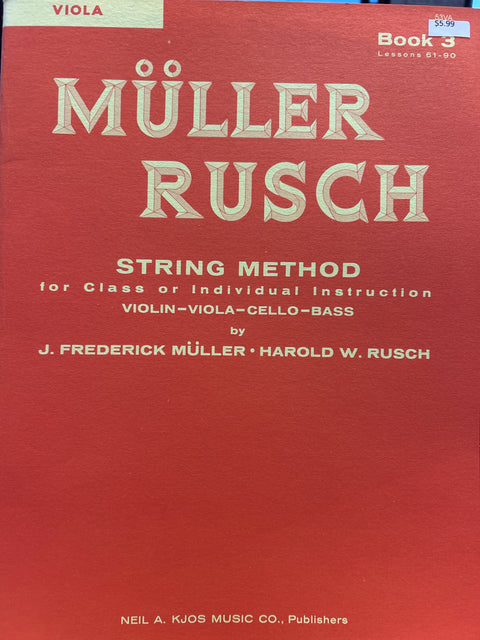 VIOLA
$5.99
Book 3
Lessons 61-90
MÜLLER
RUSCH
STRING METHOD
for Class or Individual Instruction
VIOLIN-VIOLA-CELLO-BASS
by
J. FREDERICK MÜLLER • HAROLD W. RUSCH
NEIL A. KJOS MUSIC CO., Publishers